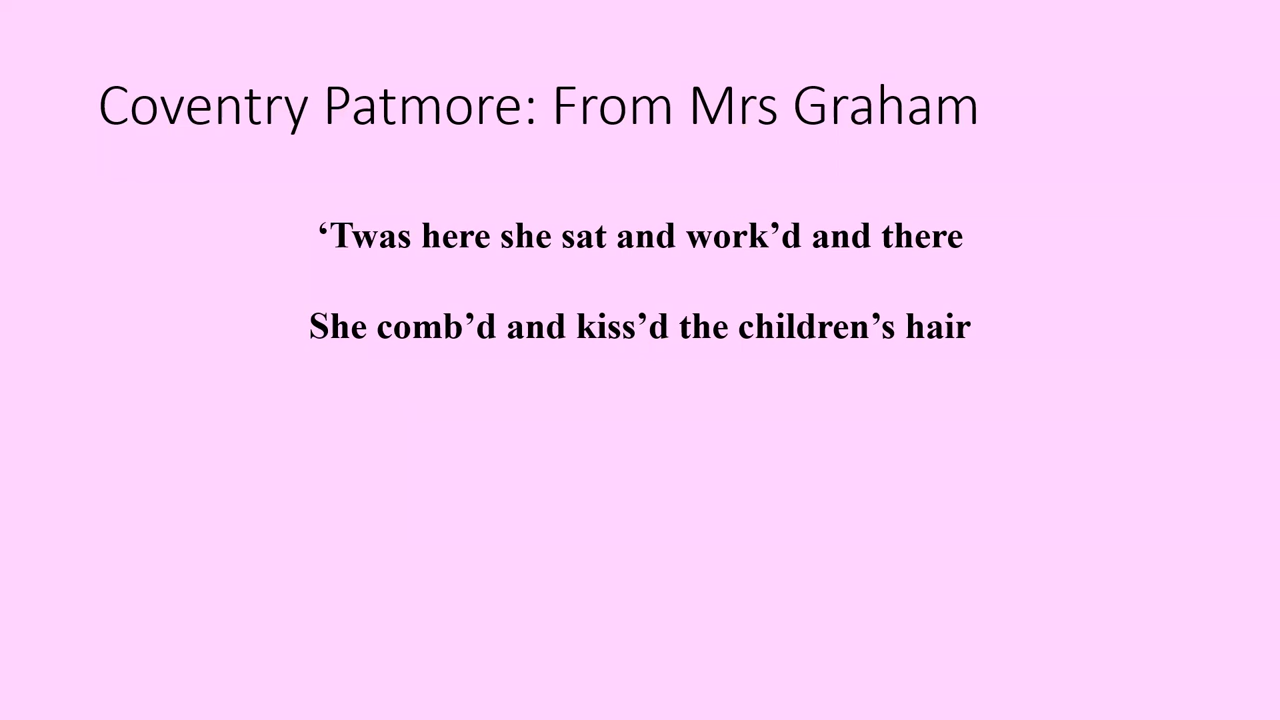 Coventry Patmore: From Mrs Graham
‘Twas here she sat and work’d and there
She comb’d and kiss’d the children’s hair